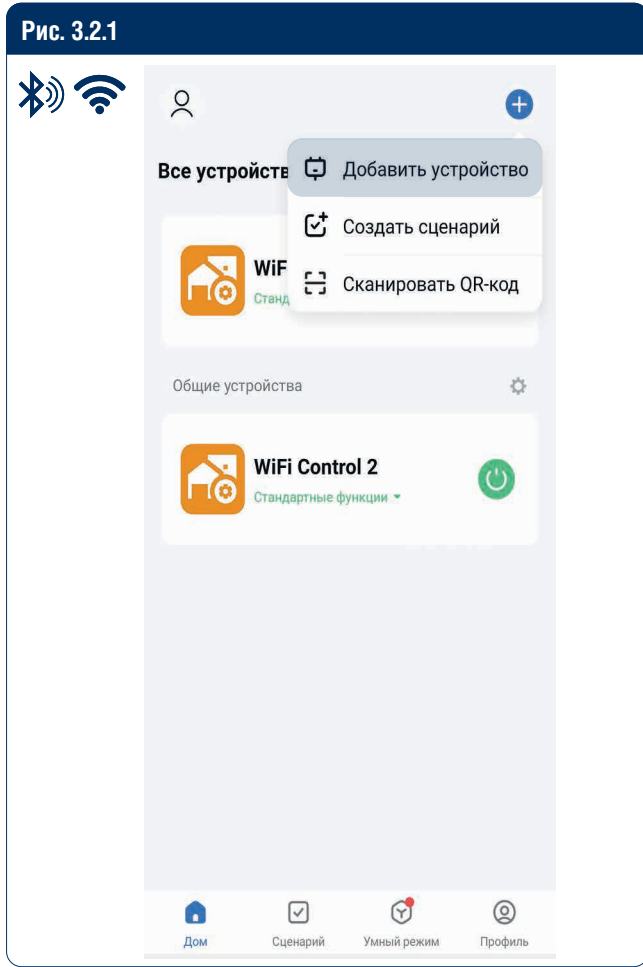 Рис. 3.2.1
Все устройств
Добавить устройство
Создать сценарий
Сканировать QR-код
WiF
Станд
Общие устройства
WiFi Control 2
Стандартные функции
Дом
Сценарий
Умный режим
Профиль